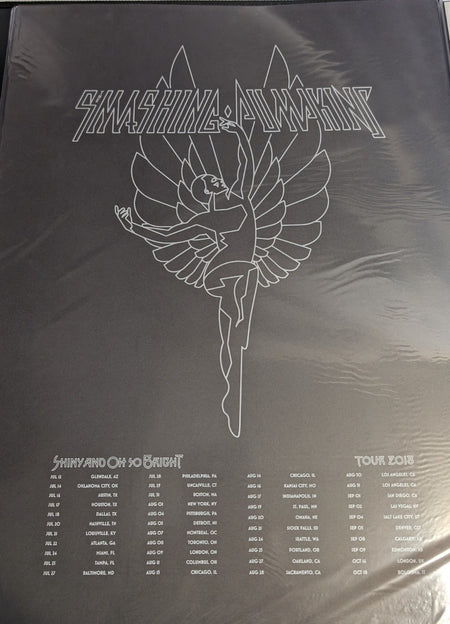 SMASHING PUMPKINS
SHINY AND OH SO BRIGHT
TOUR 2018
JUL 12 GLENDALE, AZ
JUL 14 OKLAHOMA CITY, OK
JUL 16 AUSTIN, TX
JUL 17 HOUSTON, TX
JUL 18 DALLAS, TX
JUL 20 NASHVILLE, TN
JUL 21 LOUISVILLE, KY
JUL 22 ATLANTA, GA
JUL 24 MIAMI, FL
JUL 25 TAMPA, FL
JUL 27 BALTIMORE, MD
JUL 28 PHILADELPHIA, PA
JUL 29 UNCASVILLE, CT
JUL 31 BOSTON, MA
AUG 01 NEW YORK, NY
AUG 04 PITTSBURGH, PA
AUG 05 DETROIT, MI
AUG 07 MONTREAL, QC
AUG 08 TORONTO, ON
AUG 09 LONDON, ON
AUG 11 COLUMBUS, OH
AUG 13 CHICAGO, IL
AUG 14 CHICAGO, IL
AUG 16 KANSAS CITY, MO
AUG 17 INDIANAPOLIS, IN
AUG 19 ST. PAUL, MN
AUG 20 OMAHA, NE
AUG 21 SIOUX FALLS, SD
AUG 24 SEATTLE, WA
AUG 25 PORTLAND, OR
AUG 27 OAKLAND, CA
AUG 28 SACRAMENTO, CA
AUG 30 LOS ANGELES, CA
AUG 31 LOS ANGELES, CA
SEP 01 SAN DIEGO, CA
SEP 02 LAS VEGAS, NV
SEP 04 SALT LAKE CITY, UT
SEP 05 DENVER, CO
SEP 08 CALGARY,
SEP 09 EDMONTON,
OCT 16 LONDON, UK
OCT 18 BOLOGNA, IT